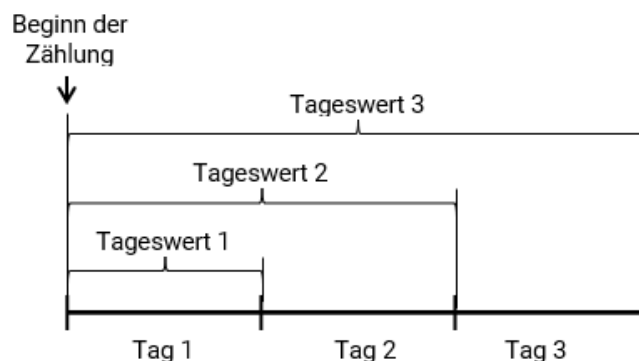 Beginn der
Zählung
Tageswert 3
Tageswert 2
Tageswert 1
Tag 1
Tag 2
Tag 3